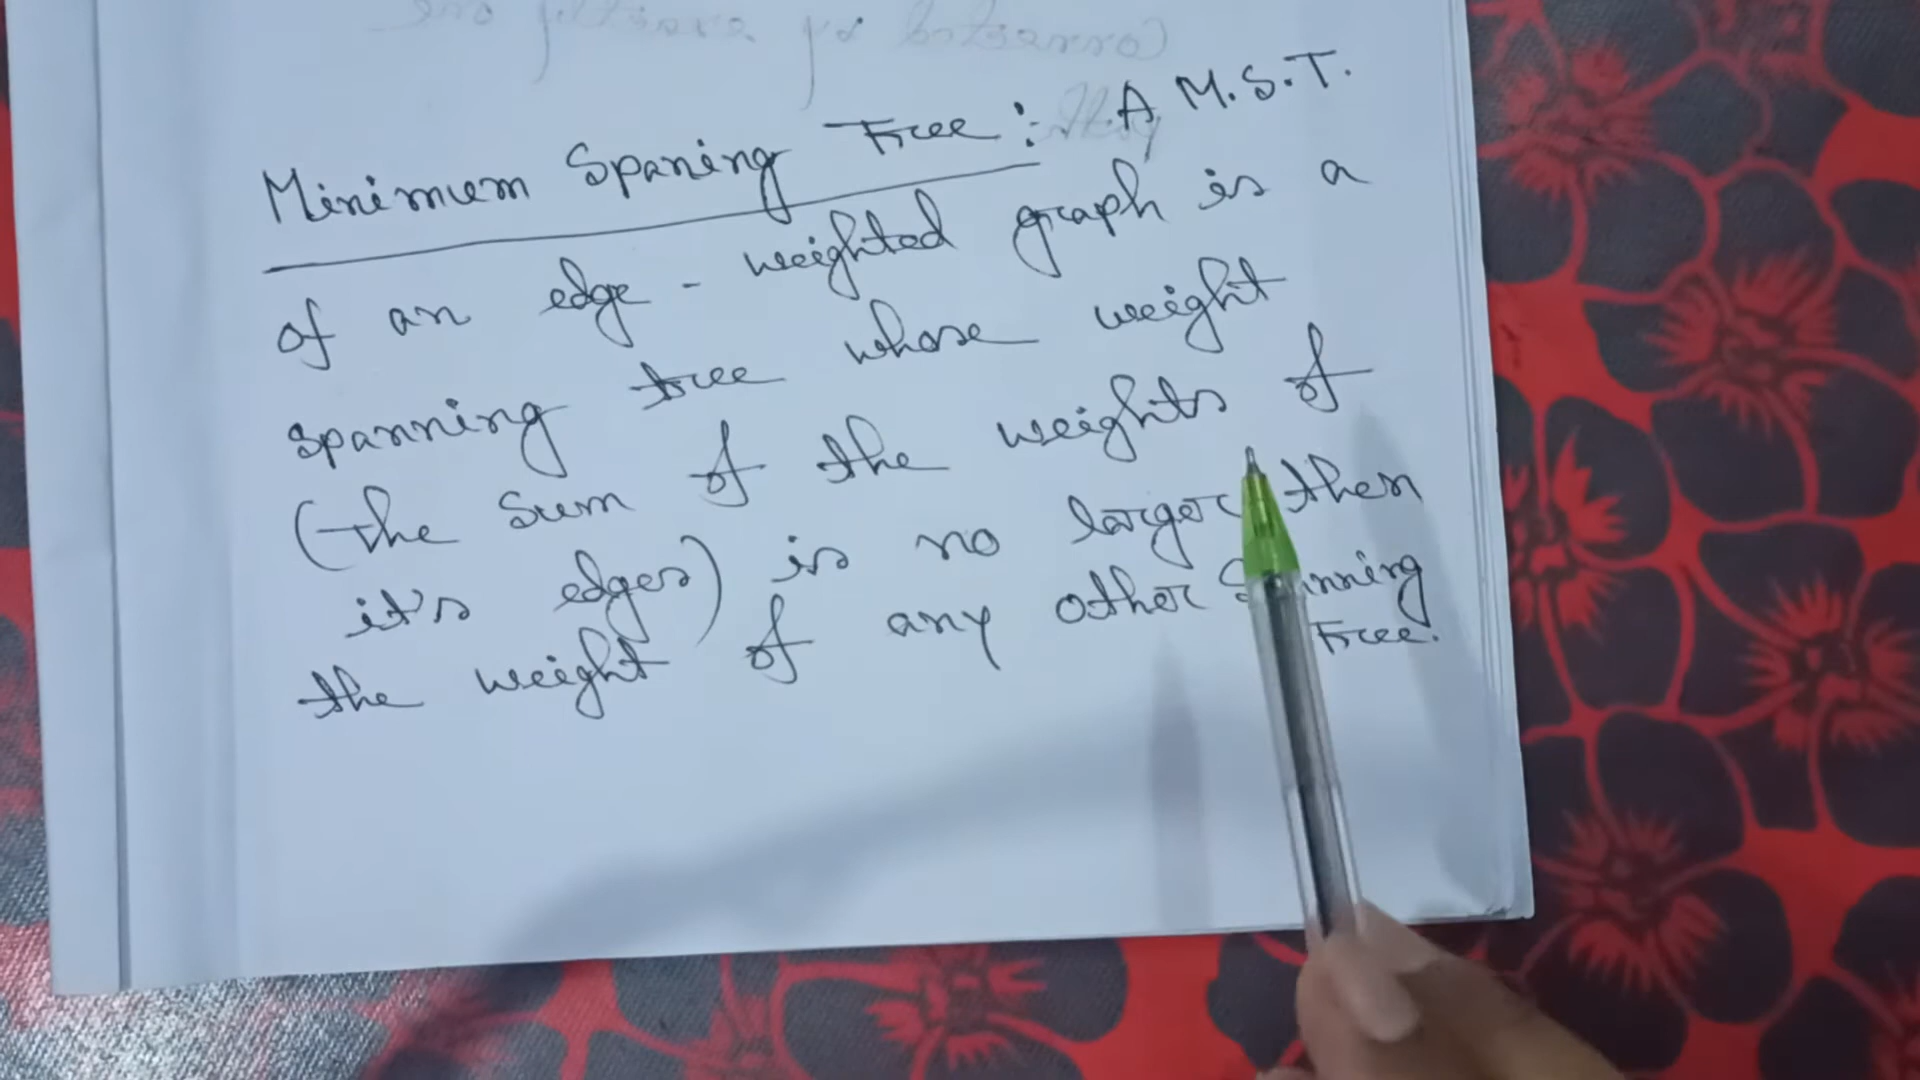 Minimum Spaning Tree : A M.S.T.
of an edge - weighted graph is a
spanning tree whose weight
(the sum of the weights of
it's edges) is no larger then
the weight of any other Spanning
Tree.